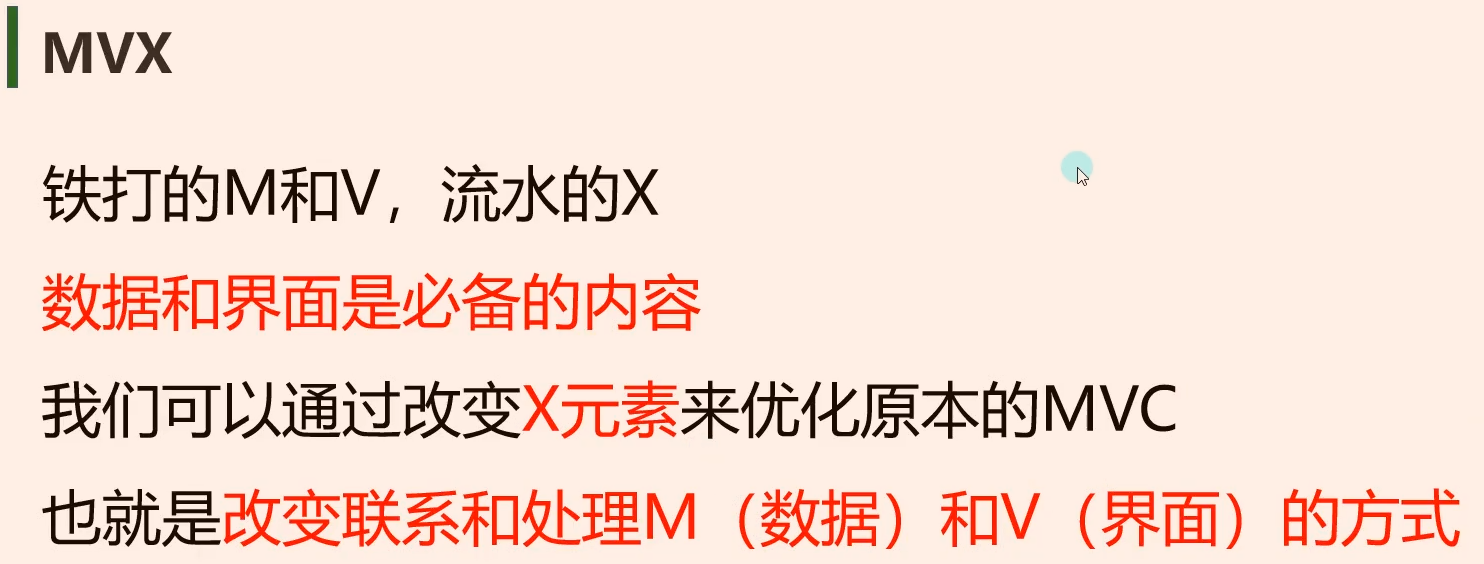 MVX
铁打的M和V，流水的X
数据和界面是必备的内容
我们可以通过改变X元素来优化原本的MVC
也就是改变联系和处理M（数据）和V（界面）的方式